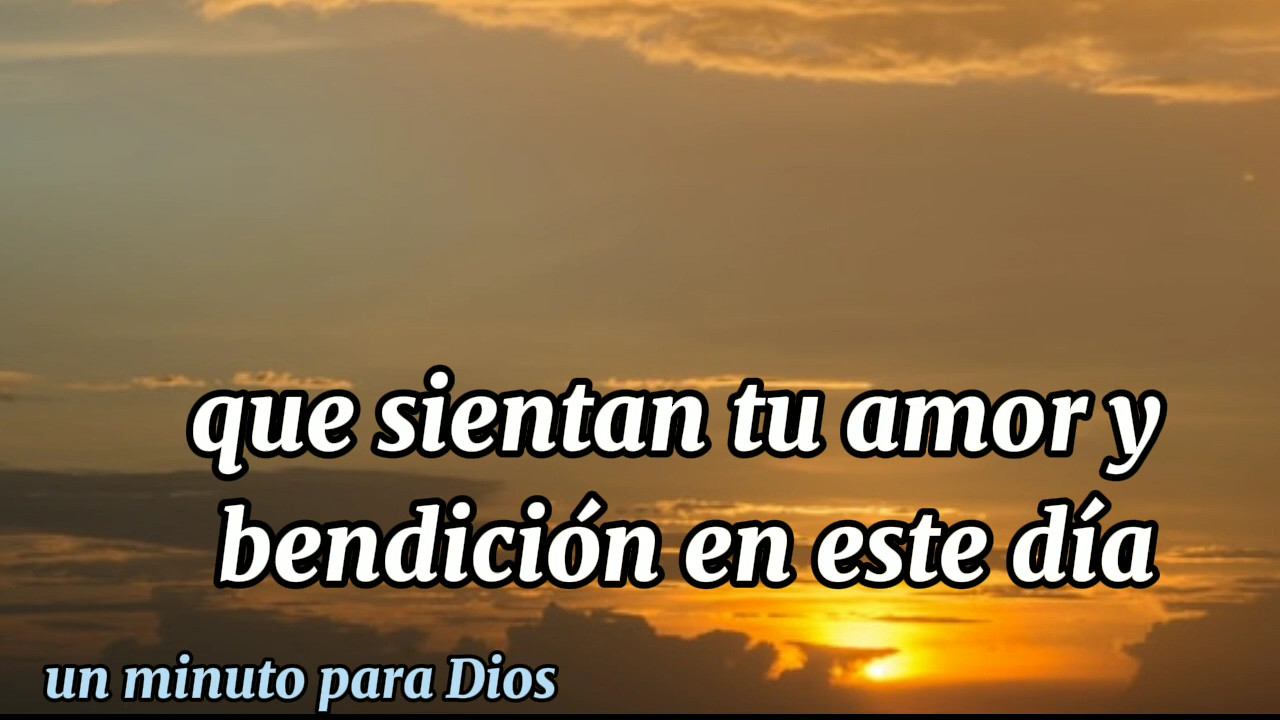 que sientan tu amor y
bendición en este día
un minuto para Dios